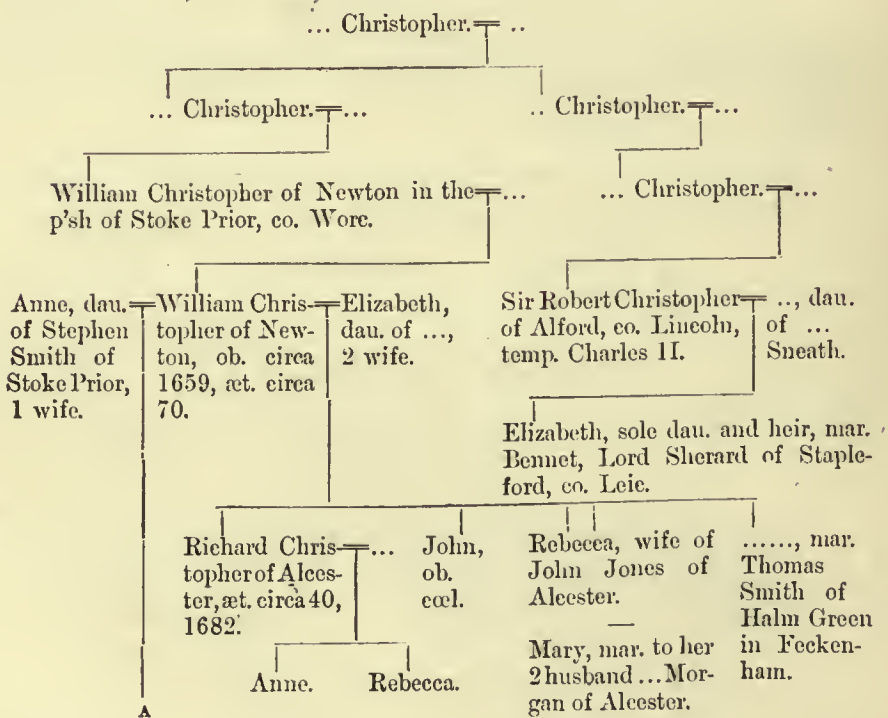 ... Christopher. ..
... Christopher. ...
.. Christopher. ...
William Christopher of Newton in the ...
p'sh of Stoke Prior, co. Worc.
... Christopher. ...
Anne, dau.
of Stephen
Smith of
Stoke Prior,
1 wife.
William Chris-
topher of New-
ton, ob. circa
1659, æt. circa
70.
Elizabeth,
dau. of ...,
2 wife.
Sir Robert Christopher
of Alford, co. Lincoln,
temp. Charles II.
.., dau.
of ...
Sneath.
Elizabeth, sole dau. and heir, mar.
Bennet, Lord Sherard of Staple-
ford, co. Leic.
Richard Chris-
topher of Alces-
ter, æt. circa 40,
1682.
...
John,
ob.
cœl.
Rebecca, wife of
John Jones of
Alcester.
—
Mary, mar. to her
2 husband ... Mor-
gan of Alcester.
......, mar.
Thomas
Smith of
Halm Green
in Fecken-
ham.
Anne.
Rebecca.
A